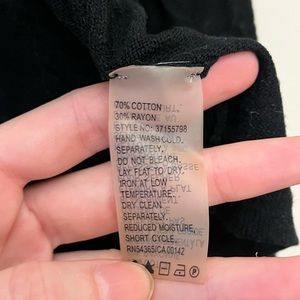 70% COTTON
30% RAYON
STYLE NO: 37155798
HAND WASH COLD.
SEPARATELY.
DO NOT BLEACH.
LAY FLAT TO DRY.
IRON AT LOW
TEMPERATURE.
DRY CLEAN
SEPARATELY.
REDUCED MOISTURE,
SHORT CYCLE.
RN54365/CA 00142